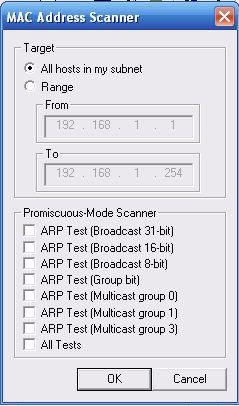 MAC Address Scanner
Target
All hosts in my subnet
Range
From
192 . 168 . 1 . 1
To
192 . 168 . 1 . 254
Promiscuous-Mode Scanner
ARP Test (Broadcast 31-bit)
ARP Test (Broadcast 16-bit)
ARP Test (Broadcast 8-bit)
ARP Test (Group bit)
ARP Test (Multicast group 0)
ARP Test (Multicast group 1)
ARP Test (Multicast group 3)
All Tests
OK Cancel